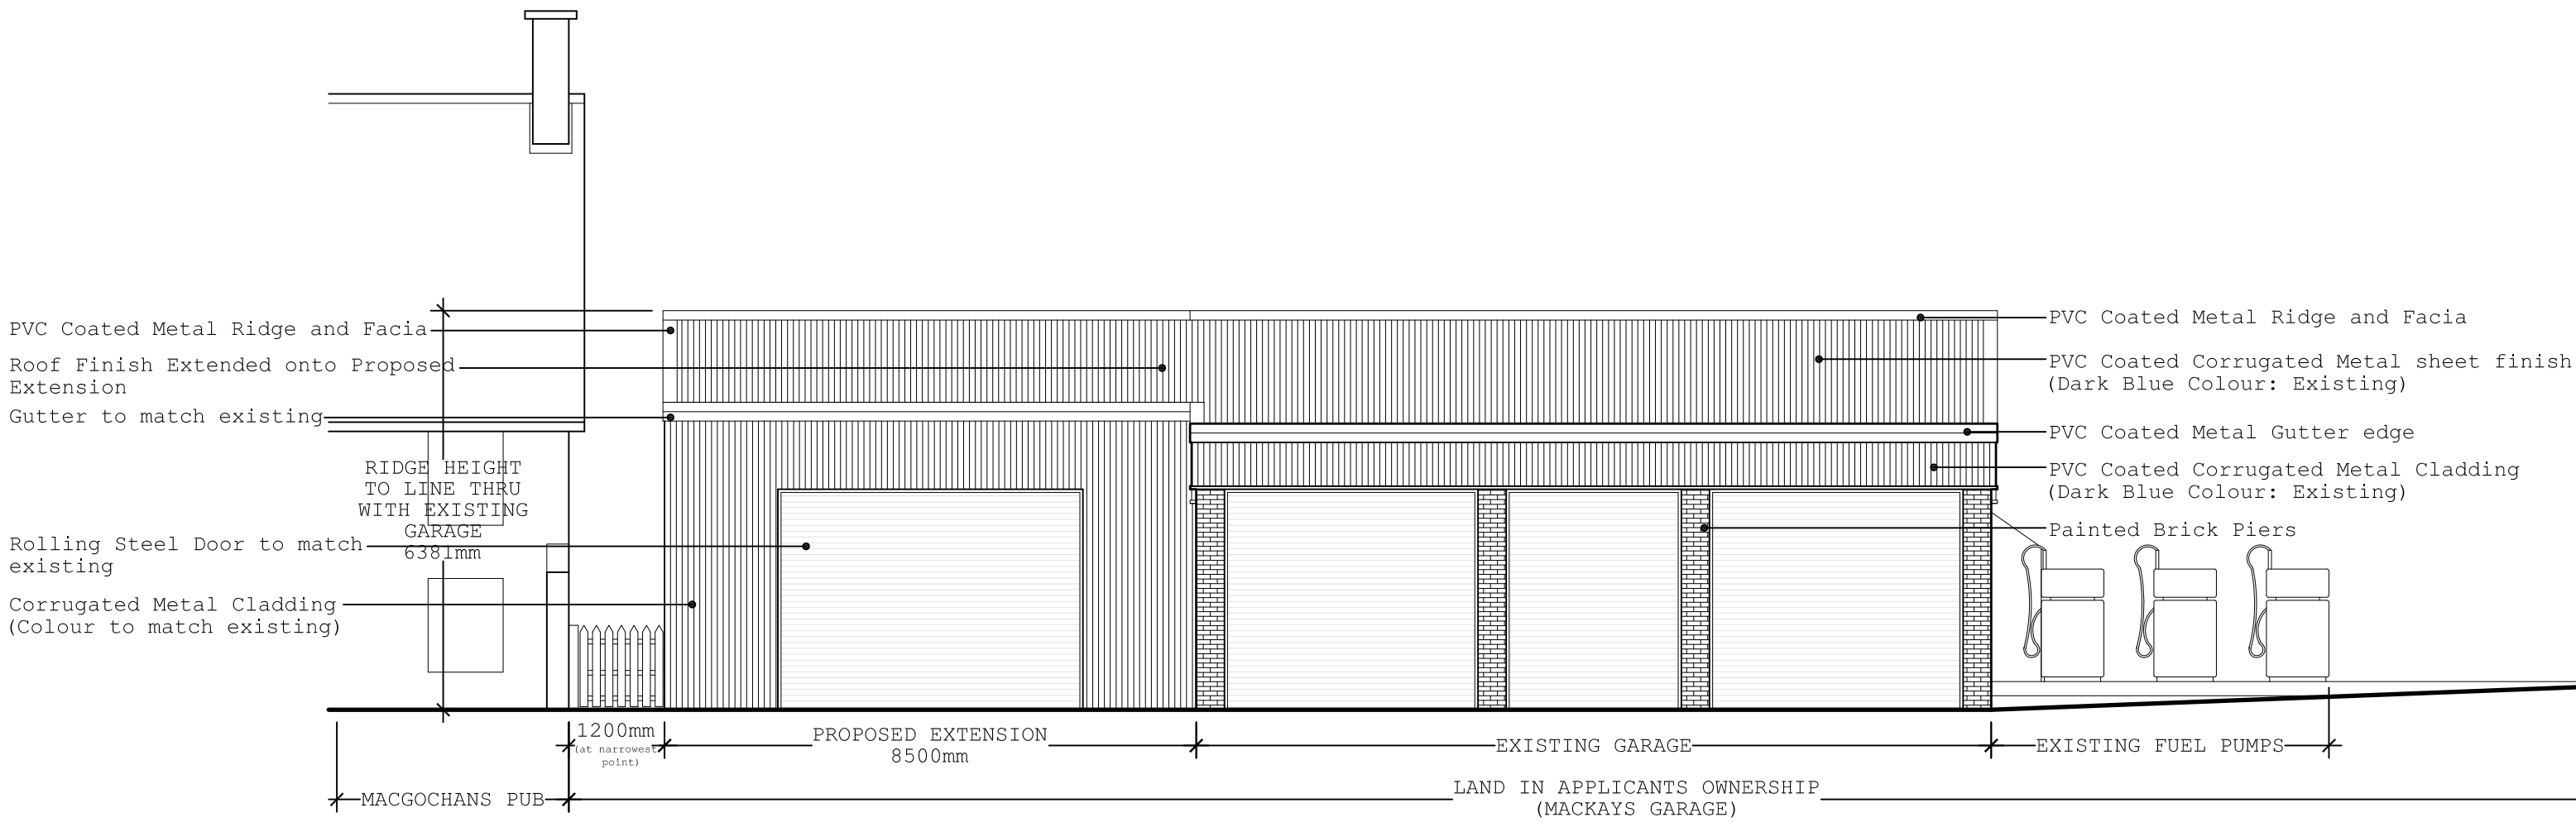 PVC Coated Metal Ridge and Facia
Roof Finish Extended onto Proposed
Extension
Gutter to match existing
RIDGE HEIGHT
TO LINE THRU
WITH EXISTING
GARAGE
6381mm
Rolling Steel Door to match
existing
Corrugated Metal Cladding
(Colour to match existing)
PVC Coated Metal Ridge and Facia
PVC Coated Corrugated Metal sheet finish
(Dark Blue Colour: Existing)
PVC Coated Metal Gutter edge
PVC Coated Corrugated Metal Cladding
(Dark Blue Colour: Existing)
Painted Brick Piers
1200mm
(at narrowest
point)
PROPOSED EXTENSION
8500mm
EXISTING GARAGE
EXISTING FUEL PUMPS
MACGOCHANS PUB
LAND IN APPLICANTS OWNERSHIP
(MACKAYS GARAGE)